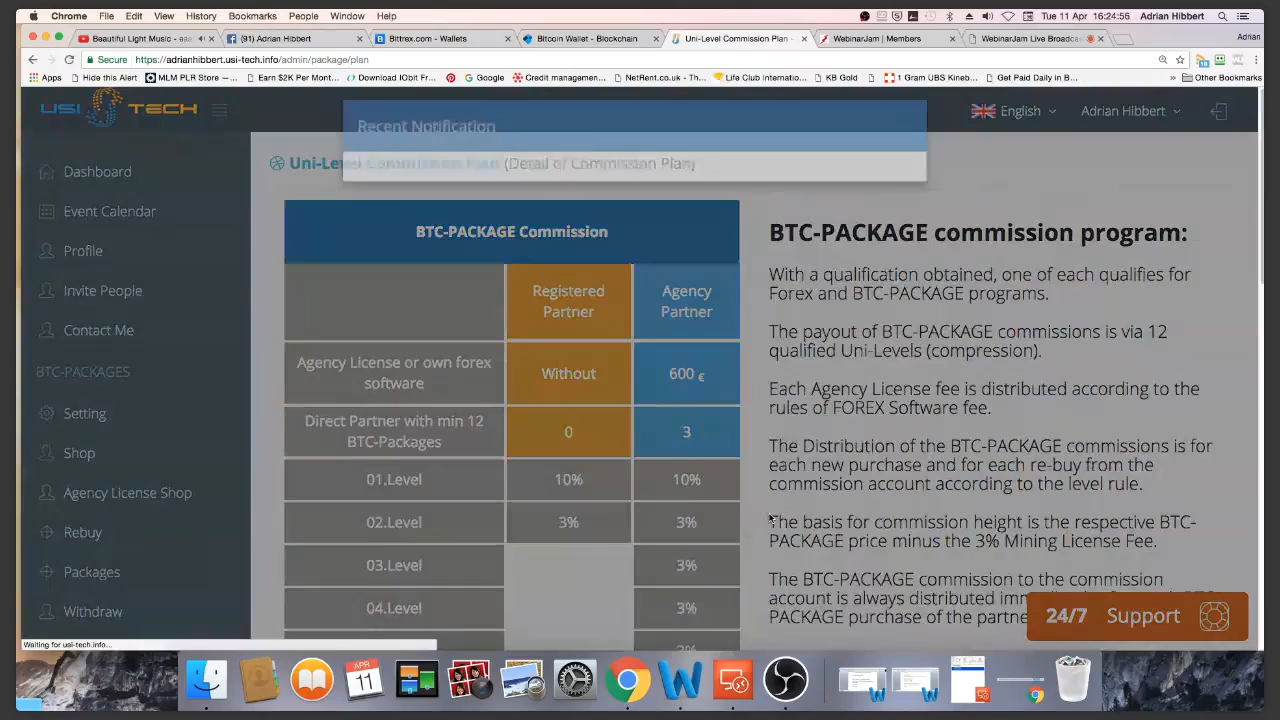 Chrome File Edit View History Bookmarks People Window Help
Tue 11 Apr 16:24:56 Adrian Hibbert
Beautiful Light Music - eas
(91) Adrian Hibbert
Bittrex.com - Wallets
Bitcoin Wallet - Blockchain
Uni-Level Commission Plan -
WebinarJam | Members
WebinarJam Live Broadca
Adrian
Secure https://adrianhibbert.usi-tech.info/admin/package/plan
Apps Hide this Alert MLM PLR Store -... Earn $2K Per Mont... Download IObit Fr... Google Credit managemen... NetRent.co.uk - Th... Life Club Internatio... KB Gold 1 Gram UBS Kineb... Get Paid Daily in B... Other Bookmarks
USI TECH
English
Adrian Hibbert
Recent Notification
Uni-Level Commission Plan (Detail of Commission Plan)
Dashboard
Event Calendar
Profile
Invite People
Contact Me
BTC-PACKAGES
Setting
Shop
Agency License Shop
Rebuy
Packages
Withdraw
BTC-PACKAGE Commission
Registered Partner
Agency Partner
Agency License or own forex software
Without
600 €
Direct Partner with min 12 BTC-Packages
0
3
01.Level 10% 10%
02.Level 3% 3%
03.Level 3%
04.Level 3%
BTC-PACKAGE commission program:
With a qualification obtained, one of each qualifies for
Forex and BTC-PACKAGE programs.
The payout of BTC-PACKAGE commissions is via 12
qualified Uni-Levels (compression).
Each Agency License fee is distributed according to the
rules of FOREX Software fee.
The Distribution of the BTC-PACKAGE commissions is for
each new purchase and for each re-buy from the
commission account according to the level rule.
The basis for commission height is the respective BTC-
PACKAGE price minus the 3% Mining License Fee.
The BTC-PACKAGE commission to the commission
account is always distributed
PACKAGE purchase of the
24/7 Support
Waiting for usi-tech.info...
APR
11